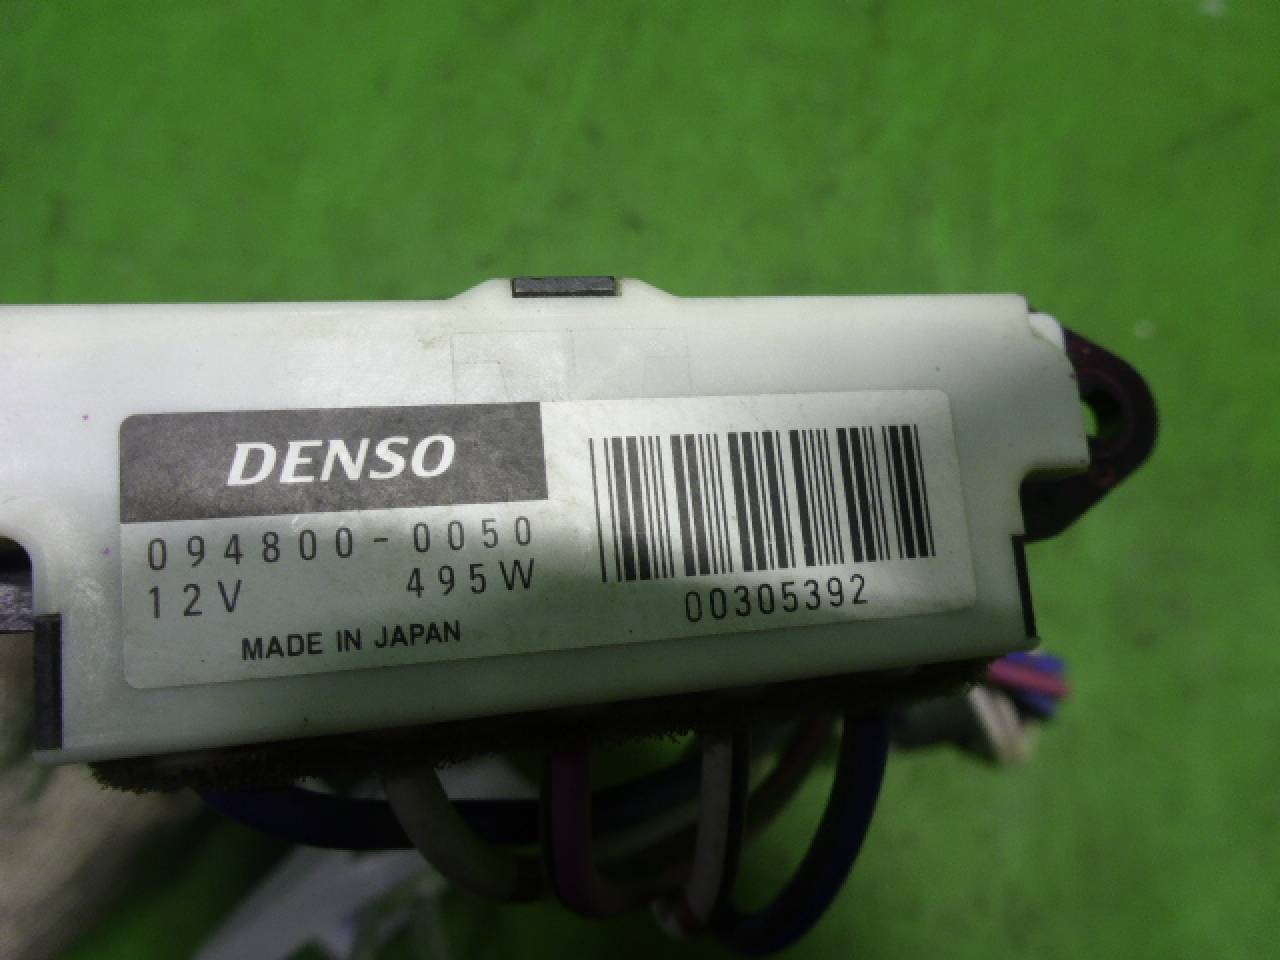 DENSO
094800-0050
12V 495W
MADE IN JAPAN
00305392